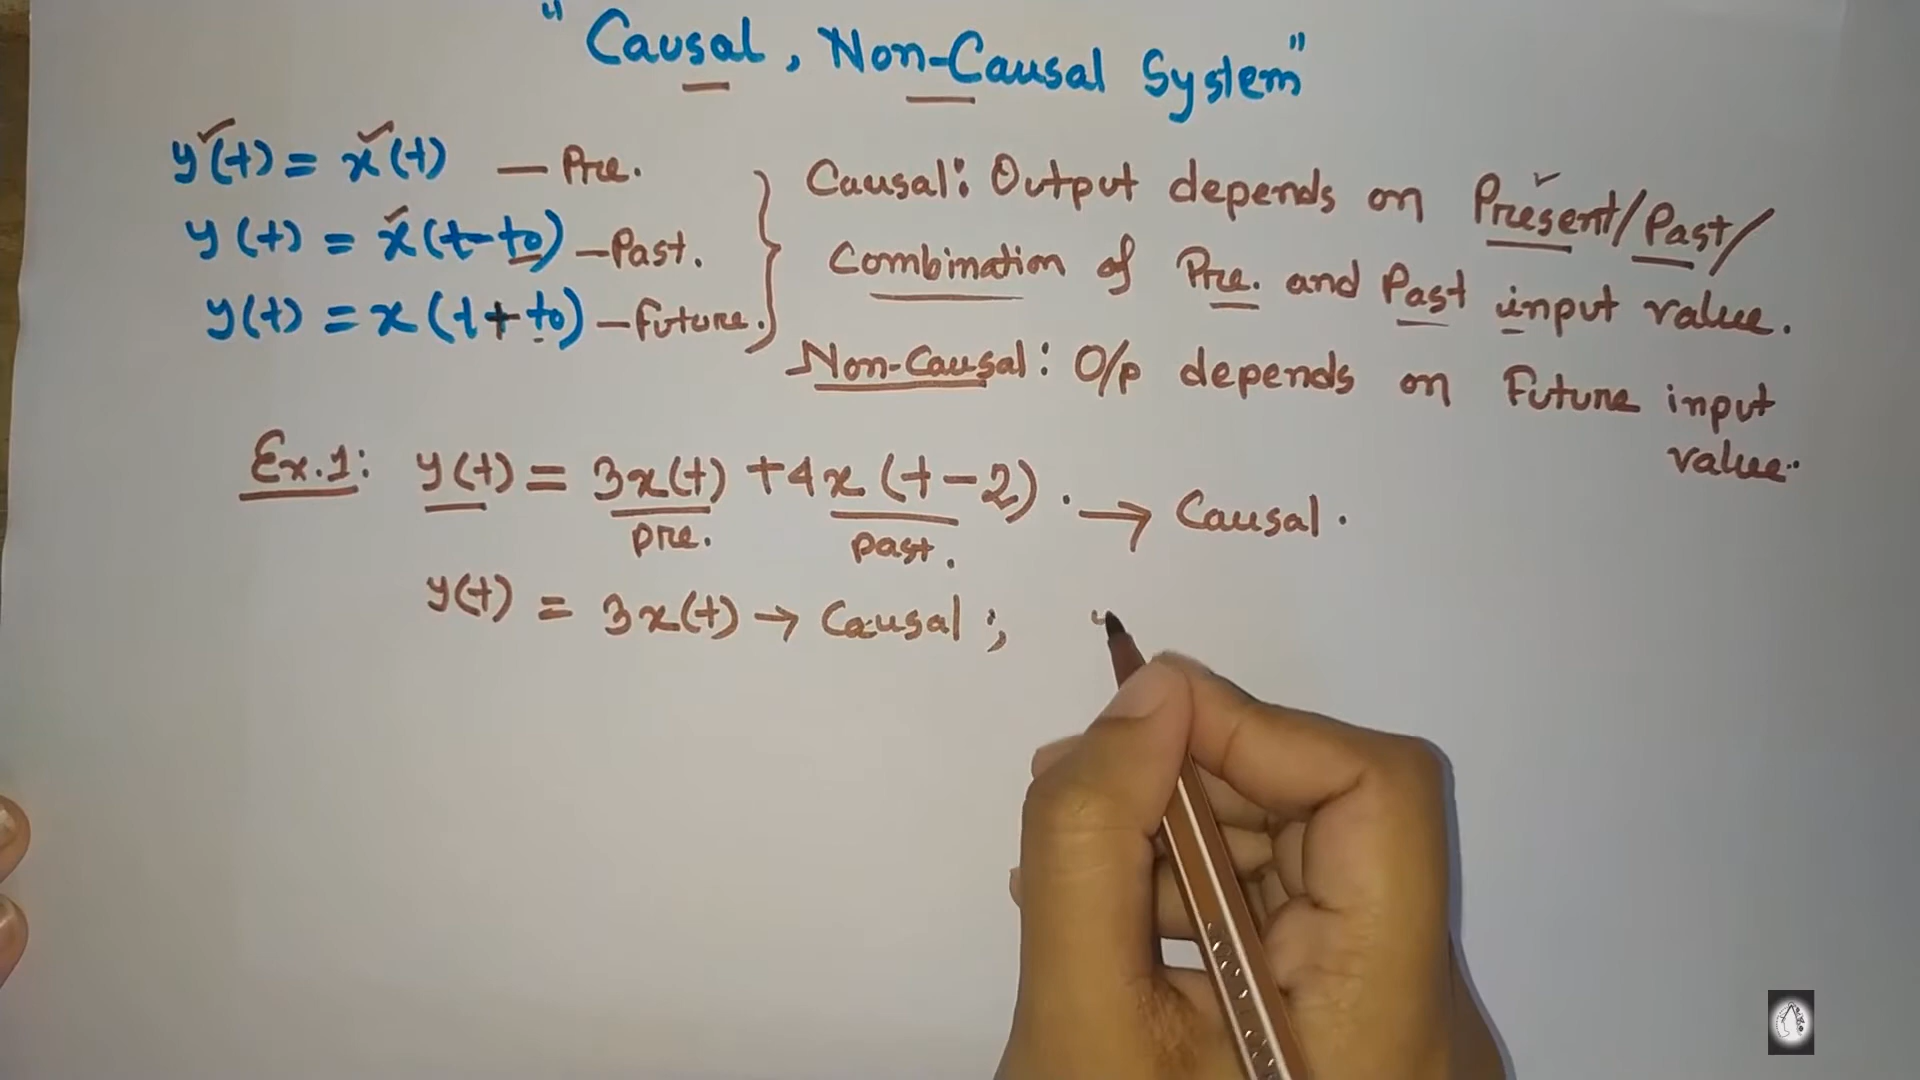 "Causal, Non-Causal System"
y(t) = x(t) — Pre.
y(t) = x(t-to) — Past.
y(t) = x(t+to) — Future.
Causal: Output depends on Present/Past/
Combination of Pre. and Past input value.
Non-Causal: O/p depends on Future input
value.
Ex.1: y(t) = 3x(t) + 4x(t-2). → Causal.
pre. past.
y(t) = 3x(t) → Causal;